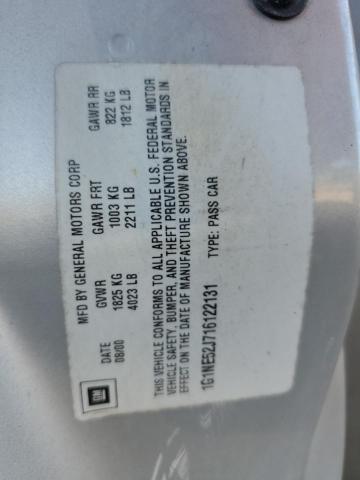 MFD BY GENERAL MOTORS CORP
DATE GVWR GAWR FRT GAWR RR
08/00 1825 KG 1003 KG 822 KG
4023 LB 2211 LB 1812 LB
THIS VEHICLE CONFORMS TO ALL APPLICABLE U.S. FEDERAL MOTOR
VEHICLE SAFETY, BUMPER, AND THEFT PREVENTION STANDARDS IN
EFFECT ON THE DATE OF MANUFACTURE SHOWN ABOVE.
1G1NE52J716122131 TYPE: PASS CAR
GM